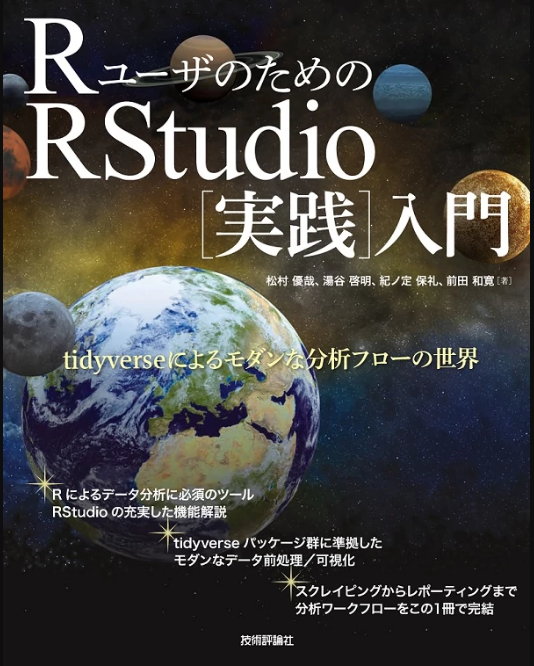 Rユーザのための
RStudio
[実践]入門
松村 優哉、湯谷 啓明、紀ノ定 保礼、前田 和寛[著]
tidyverseによるモダンな分析フローの世界
R によるデータ分析に必須のツール
RStudio の充実した機能解説
tidyverse パッケージ群に準拠した
モダンなデータ前処理／可視化
スクレイピングからレポーティングまで
分析ワークフローをこの1冊で完結
技術評論社